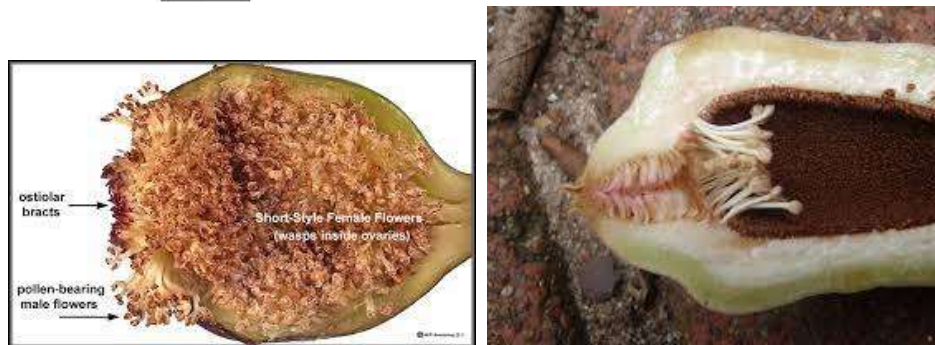 Short-Style Female Flowers
(wasps inside ovaries)
ostiolar
bracts
pollen-bearing
male flowers